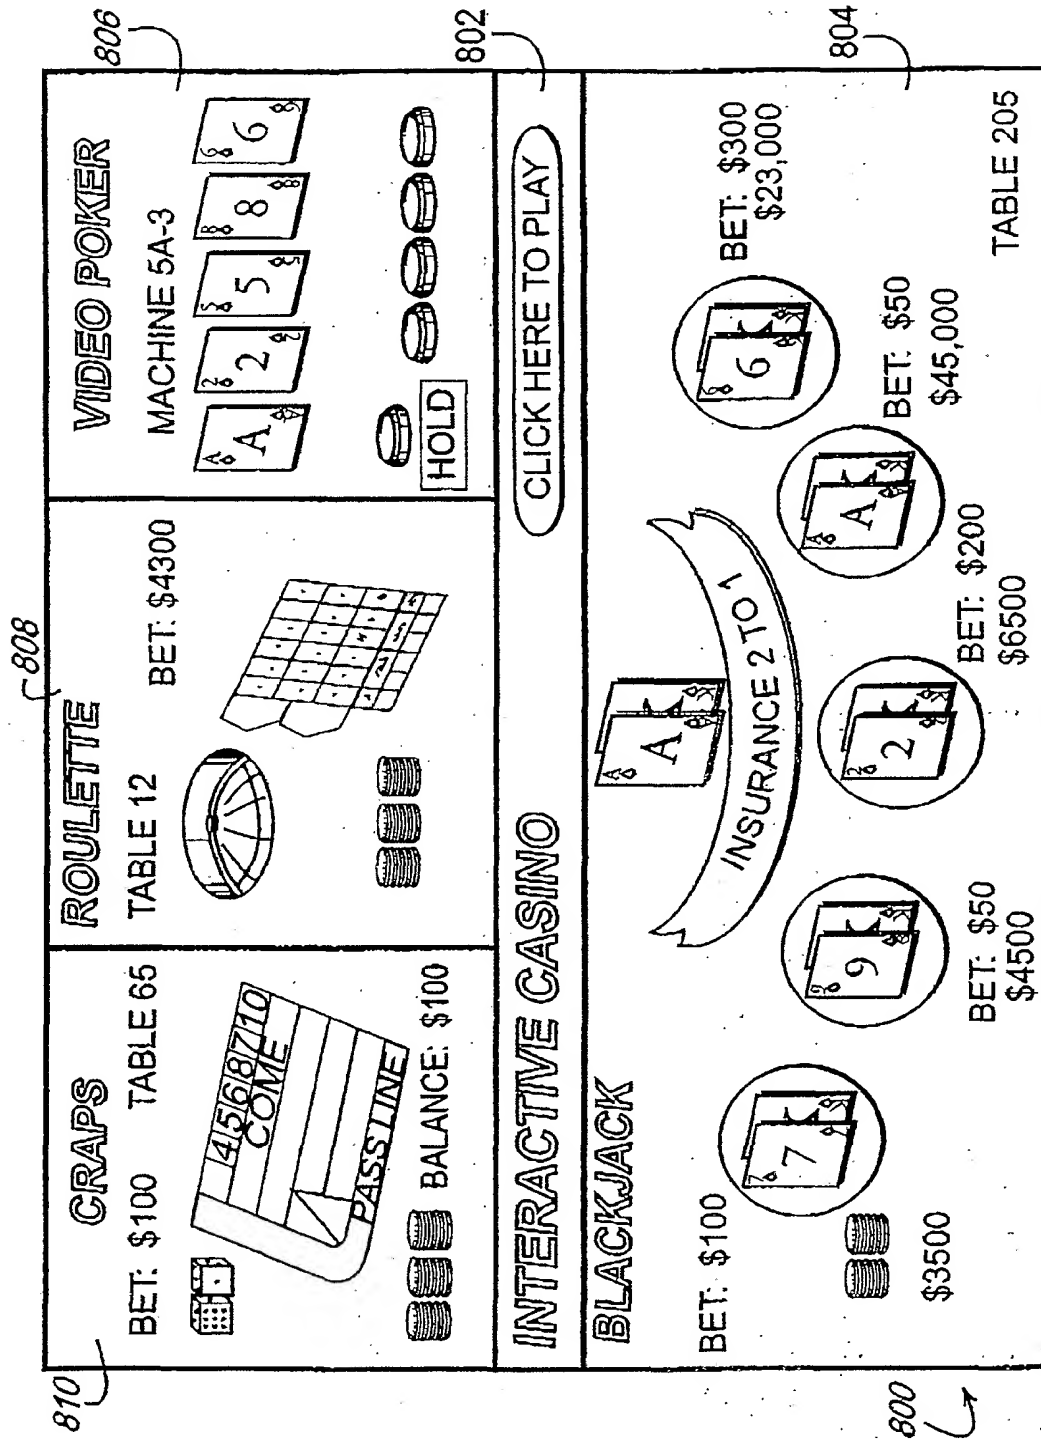 808
806
810
CRAPS
BET: $100 TABLE 65
4 5 6 8 7 10
COME
PASS LINE
BALANCE: $100
ROULETTE
TABLE 12 BET: $4300
VIDEO POKER
MACHINE 5A-3
A 2 5 8 6
HOLD
INTERACTIVE CASINO CLICK HERE TO PLAY
802
BLACKJACK
804
A
INSURANCE 2 TO 1
BET: $100
7
$3500
9
BET: $50
$4500
2
BET: $200
$6500
A
BET: $50
$45,000
6
BET: $300
$23,000
TABLE 205
800